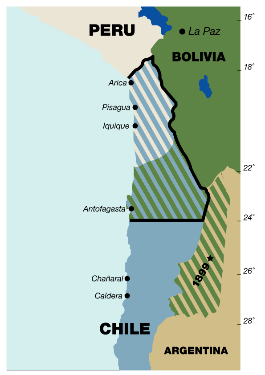 16°
PERU
La Paz
BOLIVIA
18°
Arica
Pisagua
Iquique
22°
Antofagasta
24°
Chañaral
1899
26°
Caldera
CHILE
28°
ARGENTINA